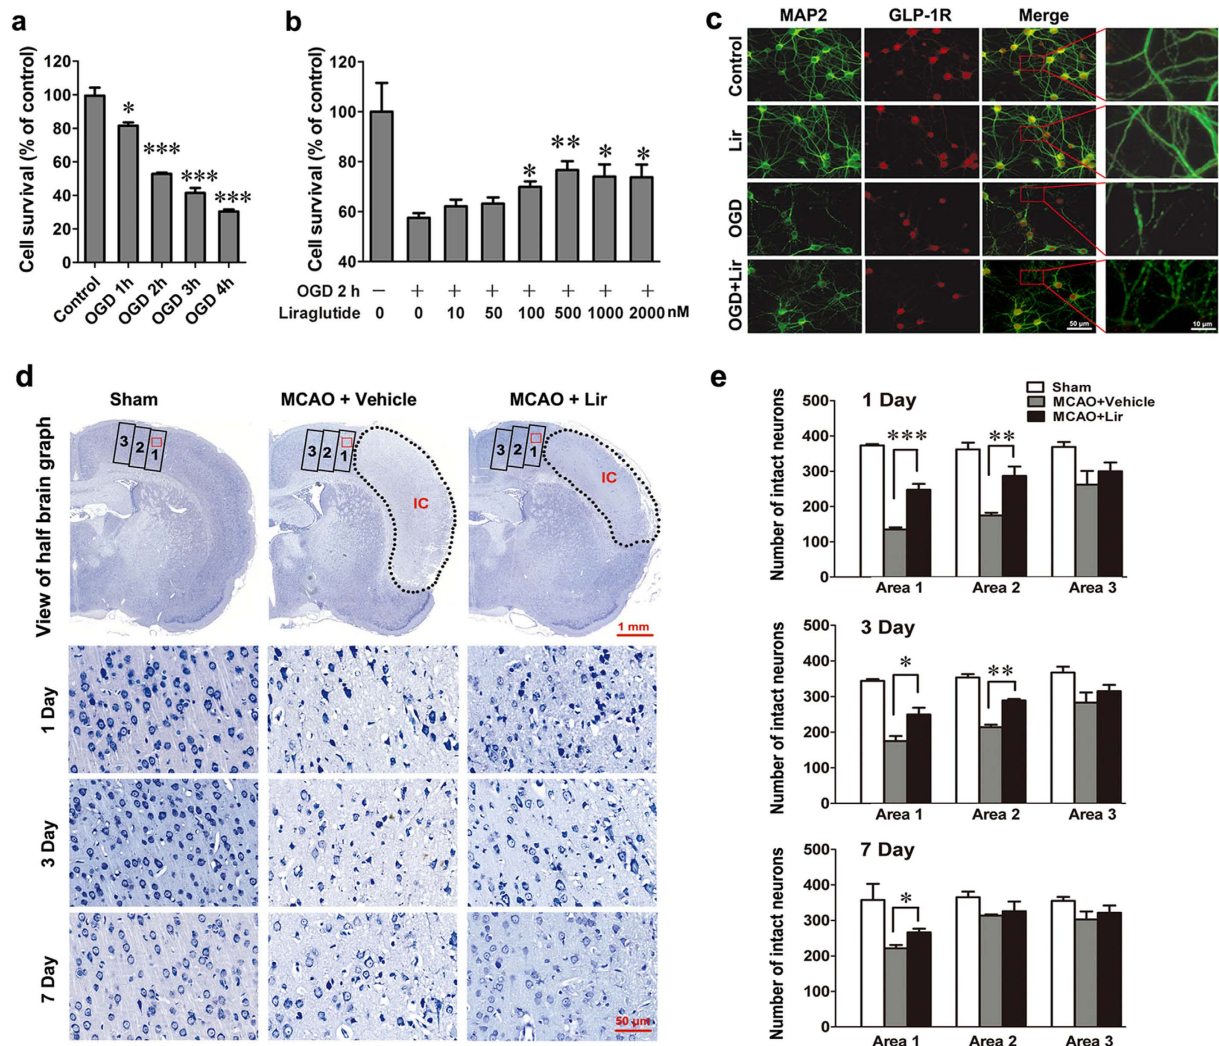 a
Cell survival (% of control)
120
100
80
60
40
20
0
*
***
***
***
Control
OGD 1h
OGD 2h
OGD 3h
OGD 4h
b
Cell survival (% of control)
120
100
80
60
40
*
**
*
*
OGD 2 h − + + + + + + +
Liraglutide 0 0 10 50 100 500 1000 2000 nM
c
MAP2 GLP-1R Merge
Control
Lir
OGD
OGD+Lir
50 μm
10 μm
d
Sham MCAO + Vehicle MCAO + Lir
View of half brain graph
3 2 1
3 2 1
IC
3 2 1
IC
1 mm
1 Day
3 Day
7 Day
50 μm
e
Sham
MCAO+Vehicle
MCAO+Lir
1 Day
Number of intact neurons
500
400
300
200
100
0
***
**
Area 1 Area 2 Area 3
3 Day
Number of intact neurons
500
400
300
200
100
0
*
**
Area 1 Area 2 Area 3
7 Day
Number of intact neurons
500
400
300
200
100
0
*
Area 1 Area 2 Area 3